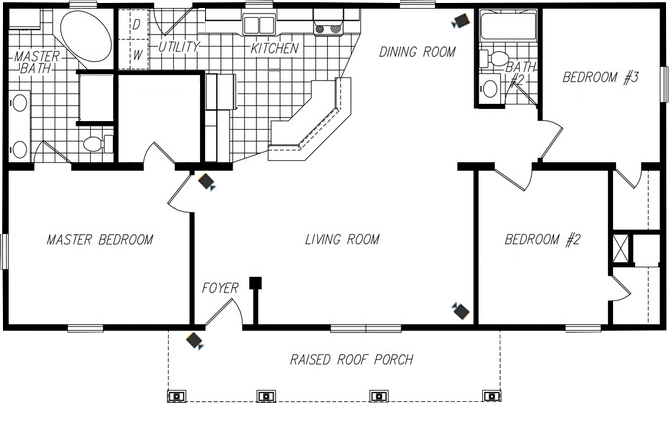 D
W
UTILITY
KITCHEN
DINING ROOM
MASTER
BATH
BATH
#2
BEDROOM #3
MASTER BEDROOM
LIVING ROOM
BEDROOM #2
FOYER
RAISED ROOF PORCH